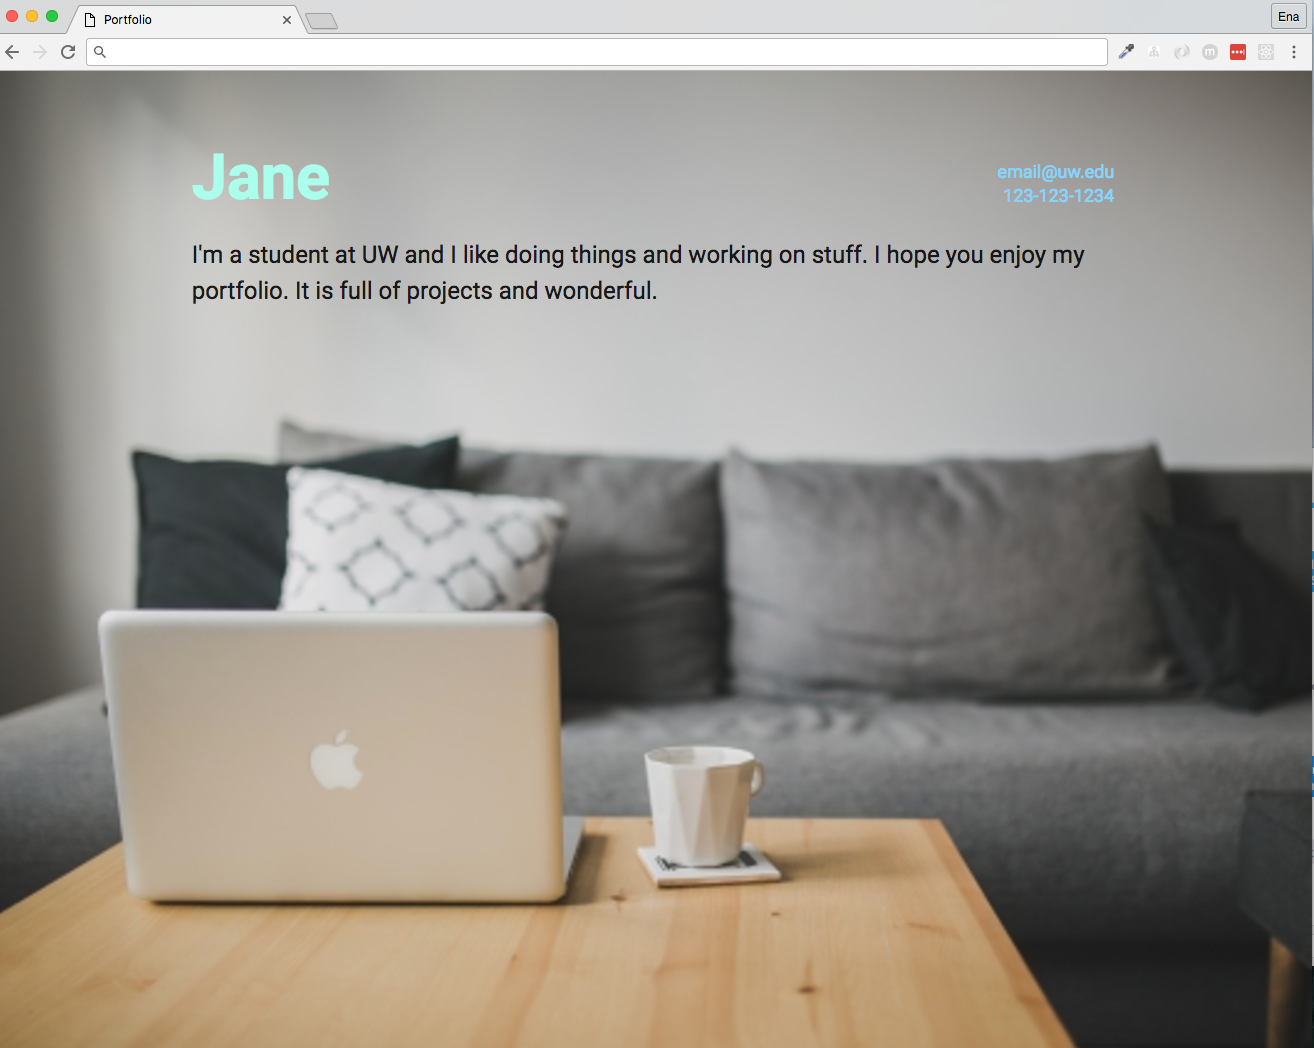 Portfolio
Ena
Jane
email@uw.edu
123-123-1234
I'm a student at UW and I like doing things and working on stuff. I hope you enjoy my
portfolio. It is full of projects and wonderful.